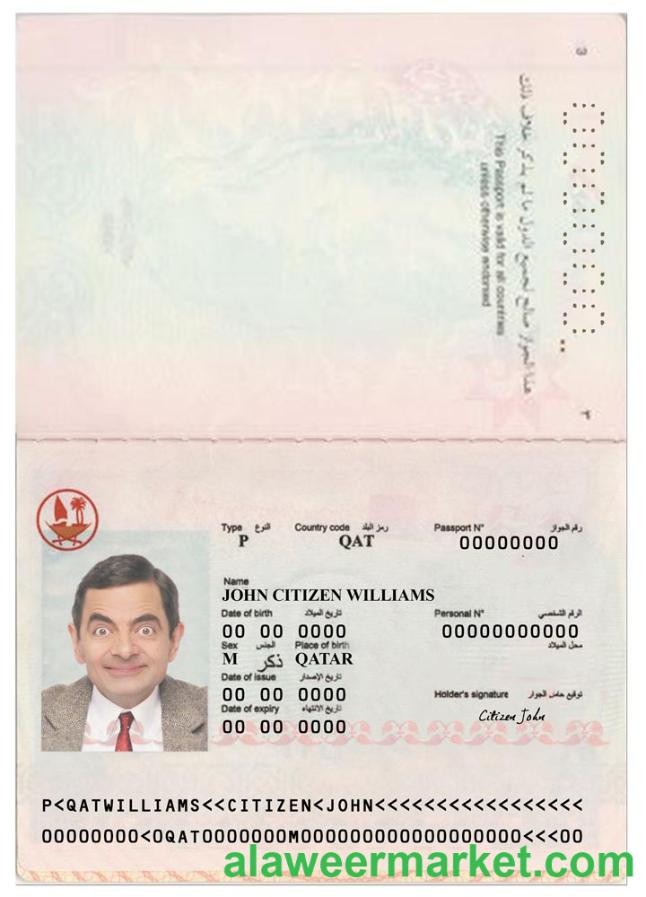 3
هذا الجواز صالح لجميع الدول ما لم يذكر خلاف ذلك
This Passport is valid for all countries
unless otherwise endorsed
٣
Type النوع Country code رمز البلد Passport N° رقم الجواز
P QAT 00000000
Name
JOHN CITIZEN WILLIAMS
Date of birth تاريخ الميلاد Personal N° الرقم الشخصي
00 00 0000 00000000000
Sex الجنس Place of birth محل الميلاد
M ذكر QATAR
Date of issue تاريخ الإصدار
00 00 0000 Holder's signature توقيع حامل الجواز
Date of expiry تاريخ الانتهاء Citizen John
00 00 0000
P<QATWILLIAMS<<CITIZEN<JOHN<<<<<<<<<<<<<<<<<
00000000<0QAT0000000M0000000000000000000<<<00
alaweermarket.com